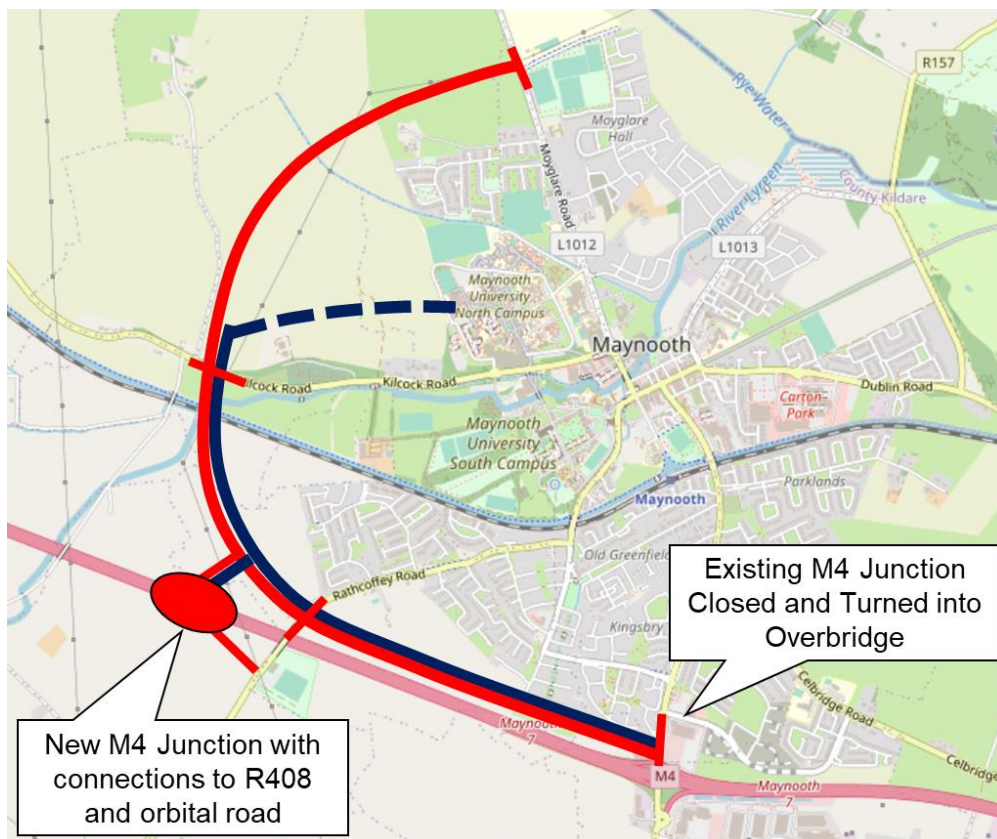 R157
Rye Water
Moyglare
Hall
Moyglare Road
River Lyreen
County Kildare
L1012
L1013
Maynooth
University
North Campus
Maynooth
Kilcock Road
ilcock Road
Dublin Road
Carton
Park
Maynooth
University
South Campus
Maynooth
Parklands
Old Greenfield
Rathcoffey Road
Kingsbry
Existing M4 Junction
Closed and Turned into
Overbridge
Celbridge Road
New M4 Junction with
connections to R408
and orbital road
Maynooth
7
M4
Maynooth
7